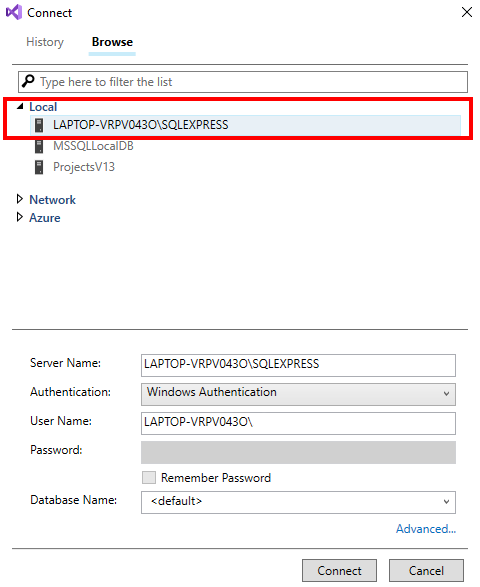 Connect
History Browse
Type here to filter the list
Local
LAPTOP-VRPV043O\SQLEXPRESS
MSSQLLocalDB
ProjectsV13
Network
Azure
Server Name: LAPTOP-VRPV043O\SQLEXPRESS
Authentication: Windows Authentication
User Name: LAPTOP-VRPV043O\
Password:
Remember Password
Database Name: <default>
Advanced...
Connect Cancel